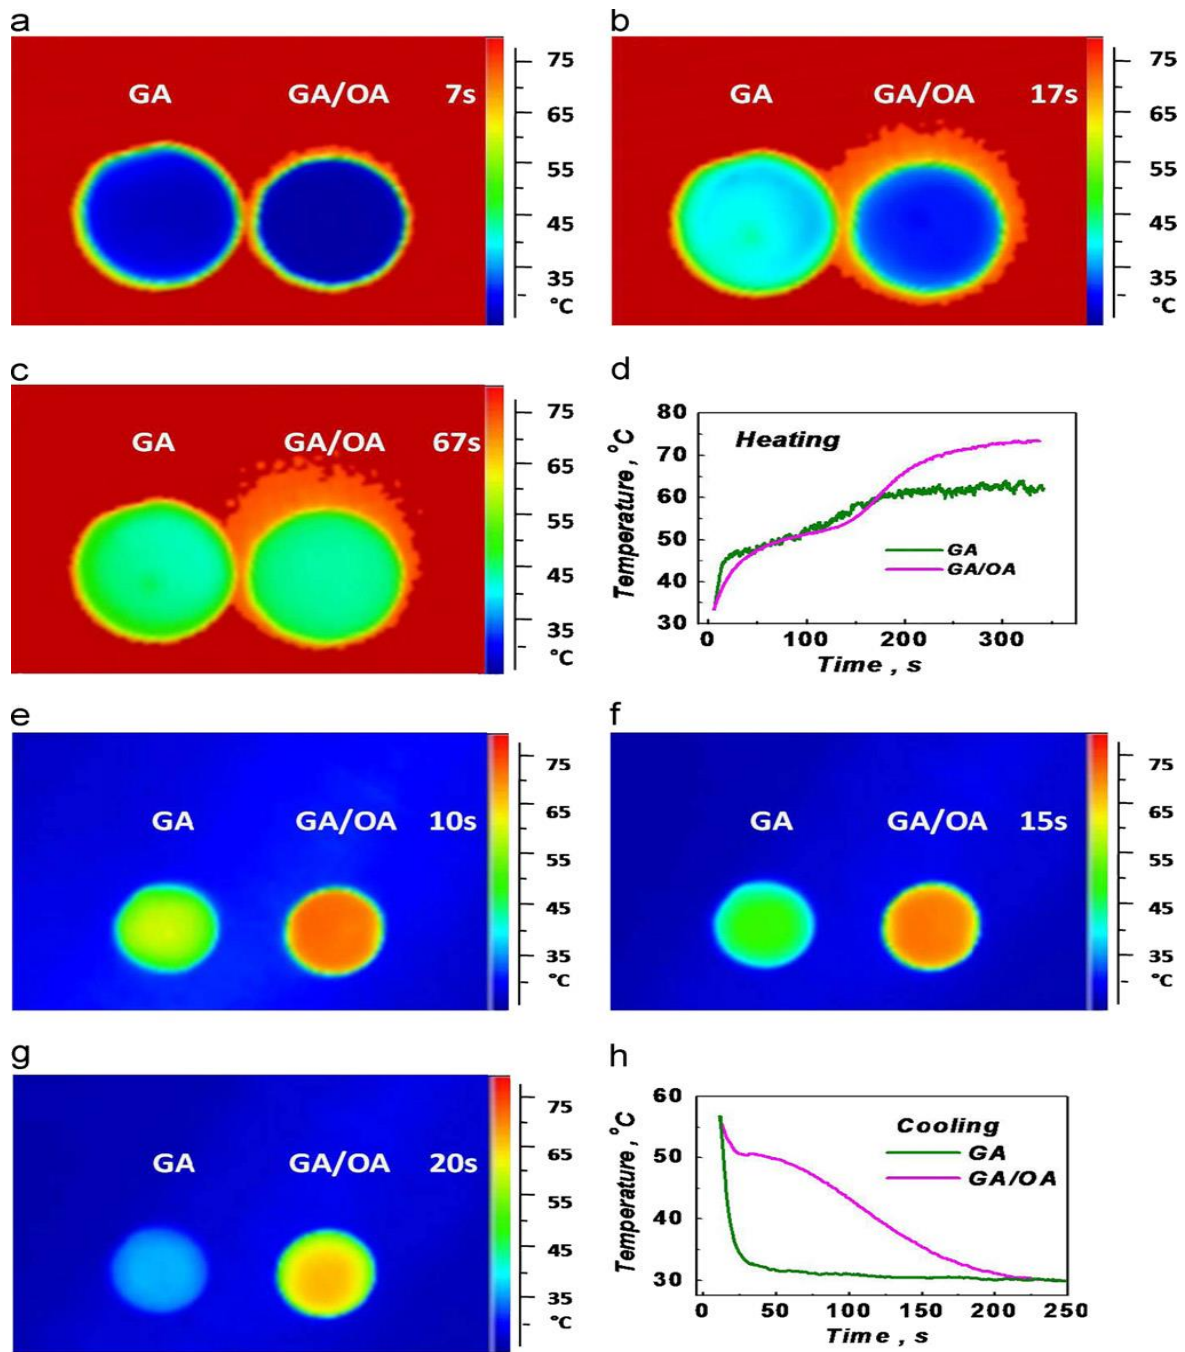 a
GA GA/OA 7s
75
65
55
45
35
°C
b
GA GA/OA 17s
75
65
55
45
35
°C
c
GA GA/OA 67s
75
65
55
45
35
°C
d
Heating
GA
GA/OA
Temperature, °C
80
70
60
50
40
30
0 100 200 300
Time, s
e
GA GA/OA 10s
75
65
55
45
35
°C
f
GA GA/OA 15s
75
65
55
45
35
°C
g
GA GA/OA 20s
75
65
55
45
35
°C
h
Cooling
GA
GA/OA
Temperature, °C
60
50
40
30
0 50 100 150 200 250
Time, s